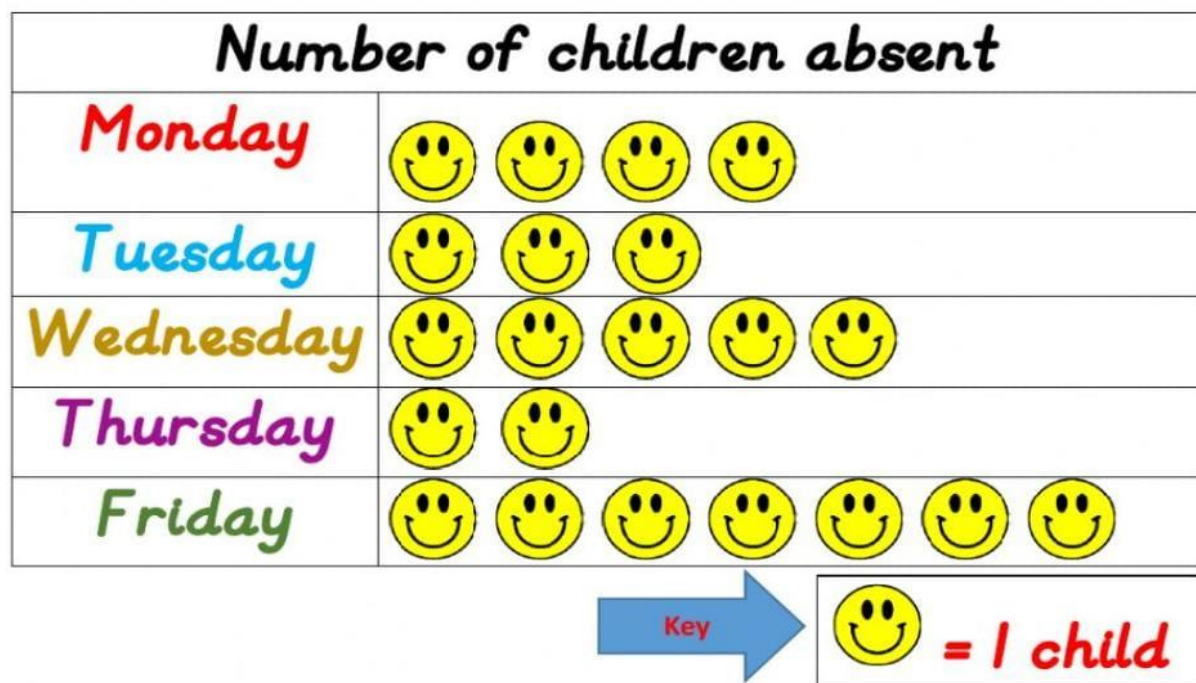 Number of children absent
Monday
Tuesday
Wednesday
Thursday
Friday
Key
= 1 child